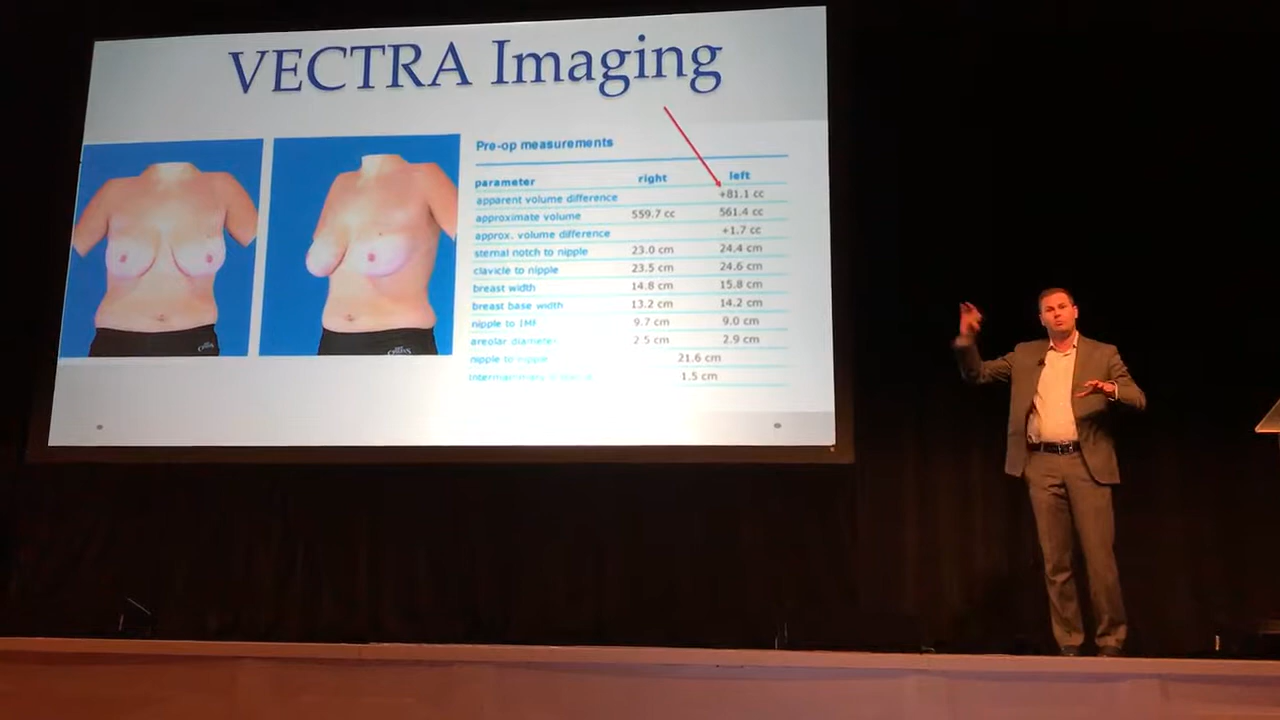 VECTRA Imaging
Pre-op measurements
parameter right left
apparent volume difference +81.1 cc
approximate volume 559.7 cc 561.4 cc
approx. volume difference +1.7 cc
sternal notch to nipple 23.0 cm 24.4 cm
clavicle to nipple 23.5 cm 24.6 cm
breast width 14.8 cm 15.8 cm
breast base width 13.2 cm 14.2 cm
nipple to IMF 9.7 cm 9.0 cm
areolar diameter 2.5 cm 2.9 cm
nipple to nipple 21.6 cm
1.5 cm